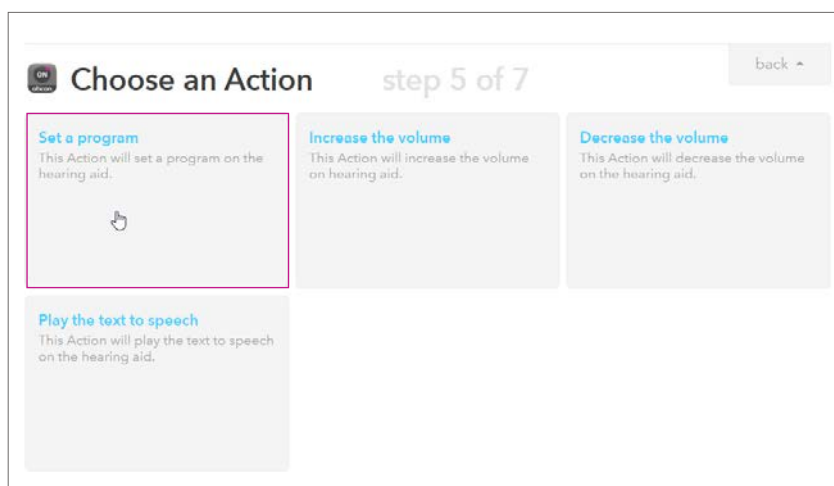 ON
oticon
Choose an Action
step 5 of 7
back
Set a program
This Action will set a program on the
hearing aid.
Increase the volume
This Action will increase the volume
on hearing aid.
Decrease the volume
This Action will decrease the volume
on the hearing aid.
Play the text to speech
This Action will play the text to speech
on the hearing aid.